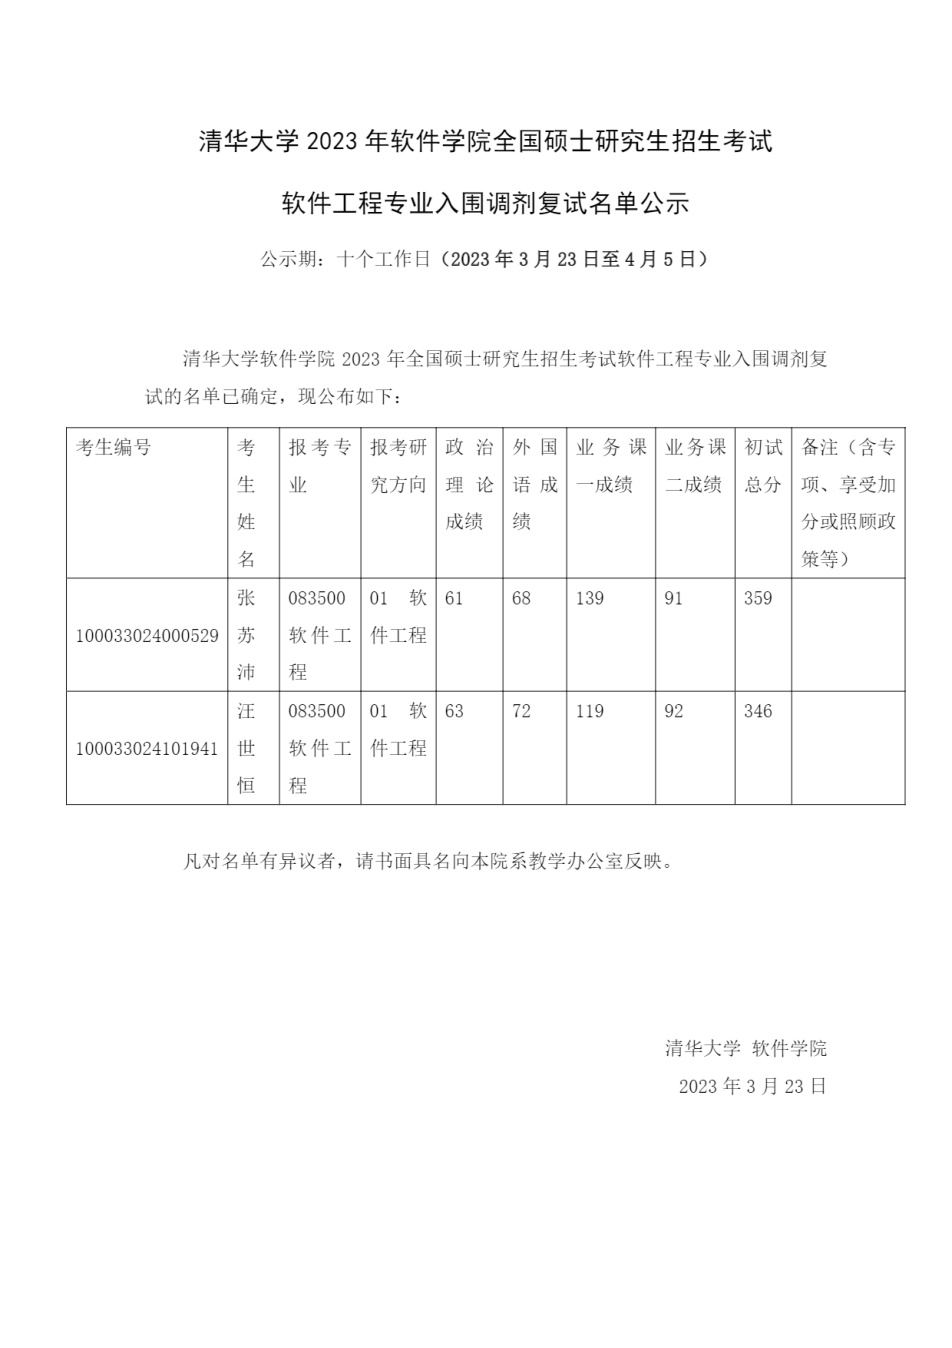 清华大学 2023 年软件学院全国硕士研究生招生考试
软件工程专业入围调剂复试名单公示
公示期：十个工作日（2023 年 3 月 23 日至 4 月 5 日）
清华大学软件学院 2023 年全国硕士研究生招生考试软件工程专业入围调剂复
试的名单已确定，现公布如下：
考生编号 考生姓名 报考专业 报考研究方向 政治理论成绩 外国语成绩 业务课一成绩 业务课二成绩 初试总分 备注（含专项、享受加分或照顾政策等）
100033024000529 张苏沛 083500 软件工程 01 软件工程 61 68 139 91 359
100033024101941 汪世恒 083500 软件工程 01 软件工程 63 72 119 92 346
凡对名单有异议者，请书面具名向本院系教学办公室反映。
清华大学 软件学院
2023 年 3 月 23 日